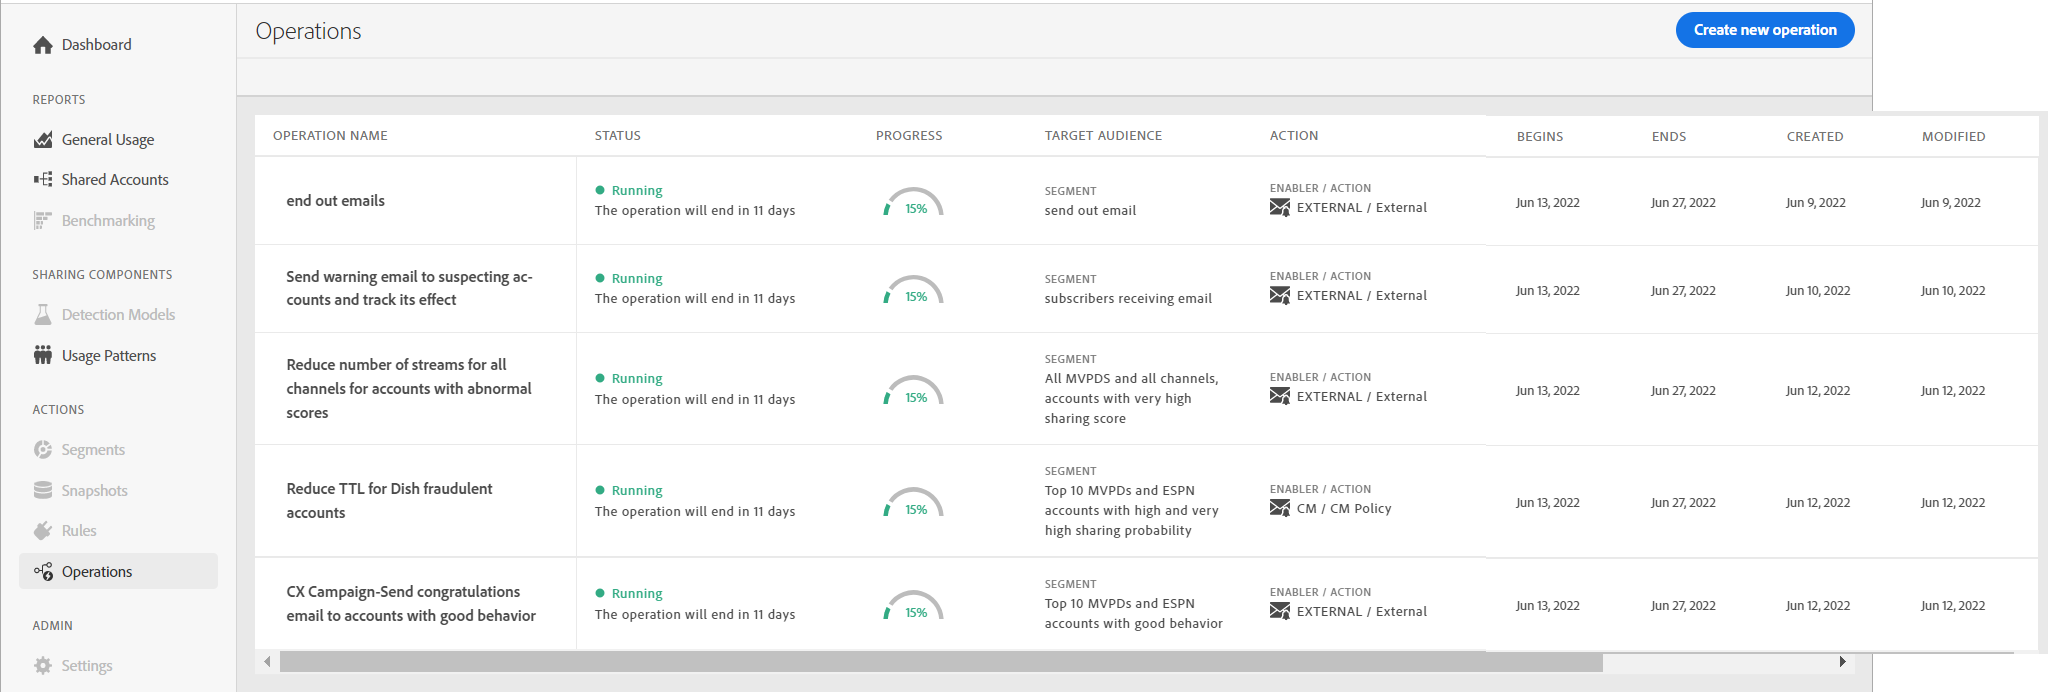 Dashboard
REPORTS
General Usage
Shared Accounts
Benchmarking
SHARING COMPONENTS
Detection Models
Usage Patterns
ACTIONS
Segments
Snapshots
Rules
Operations
ADMIN
Settings
Operations
Create new operation
OPERATION NAME STATUS PROGRESS TARGET AUDIENCE ACTION BEGINS ENDS CREATED MODIFIED
end out emails
Running
The operation will end in 11 days
15%
SEGMENT
send out email
ENABLER / ACTION
EXTERNAL / External
Jun 13, 2022
Jun 27, 2022
Jun 9, 2022
Jun 9, 2022
Send warning email to suspecting ac-
counts and track its effect
Running
The operation will end in 11 days
15%
SEGMENT
subscribers receiving email
ENABLER / ACTION
EXTERNAL / External
Jun 13, 2022
Jun 27, 2022
Jun 10, 2022
Jun 10, 2022
Reduce number of streams for all
channels for accounts with abnormal
scores
Running
The operation will end in 11 days
15%
SEGMENT
All MVPDS and all channels,
accounts with very high
sharing score
ENABLER / ACTION
EXTERNAL / External
Jun 13, 2022
Jun 27, 2022
Jun 12, 2022
Jun 12, 2022
Reduce TTL for Dish fraudulent
accounts
Running
The operation will end in 11 days
15%
SEGMENT
Top 10 MVPDs and ESPN
accounts with high and very
high sharing probability
ENABLER / ACTION
CM / CM Policy
Jun 13, 2022
Jun 27, 2022
Jun 12, 2022
Jun 12, 2022
CX Campaign-Send congratulations
email to accounts with good behavior
Running
The operation will end in 11 days
15%
SEGMENT
Top 10 MVPDs and ESPN
accounts with good behavior
ENABLER / ACTION
EXTERNAL / External
Jun 13, 2022
Jun 27, 2022
Jun 12, 2022
Jun 12, 2022